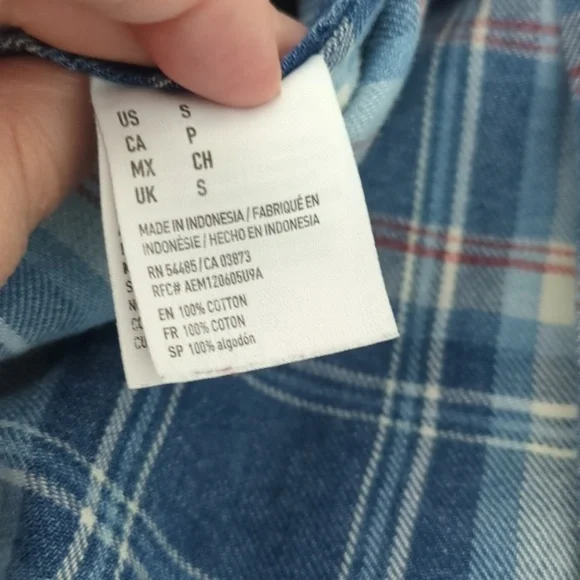 US S
CA P
MX CH
UK S
MADE IN INDONESIA / FABRIQUÉ EN
INDONÉSIE / HECHO EN INDONESIA
RN 54485/CA 03873
RFC# AEM120605U9A
EN 100% COTTON
FR 100% COTON
SP 100% algodón